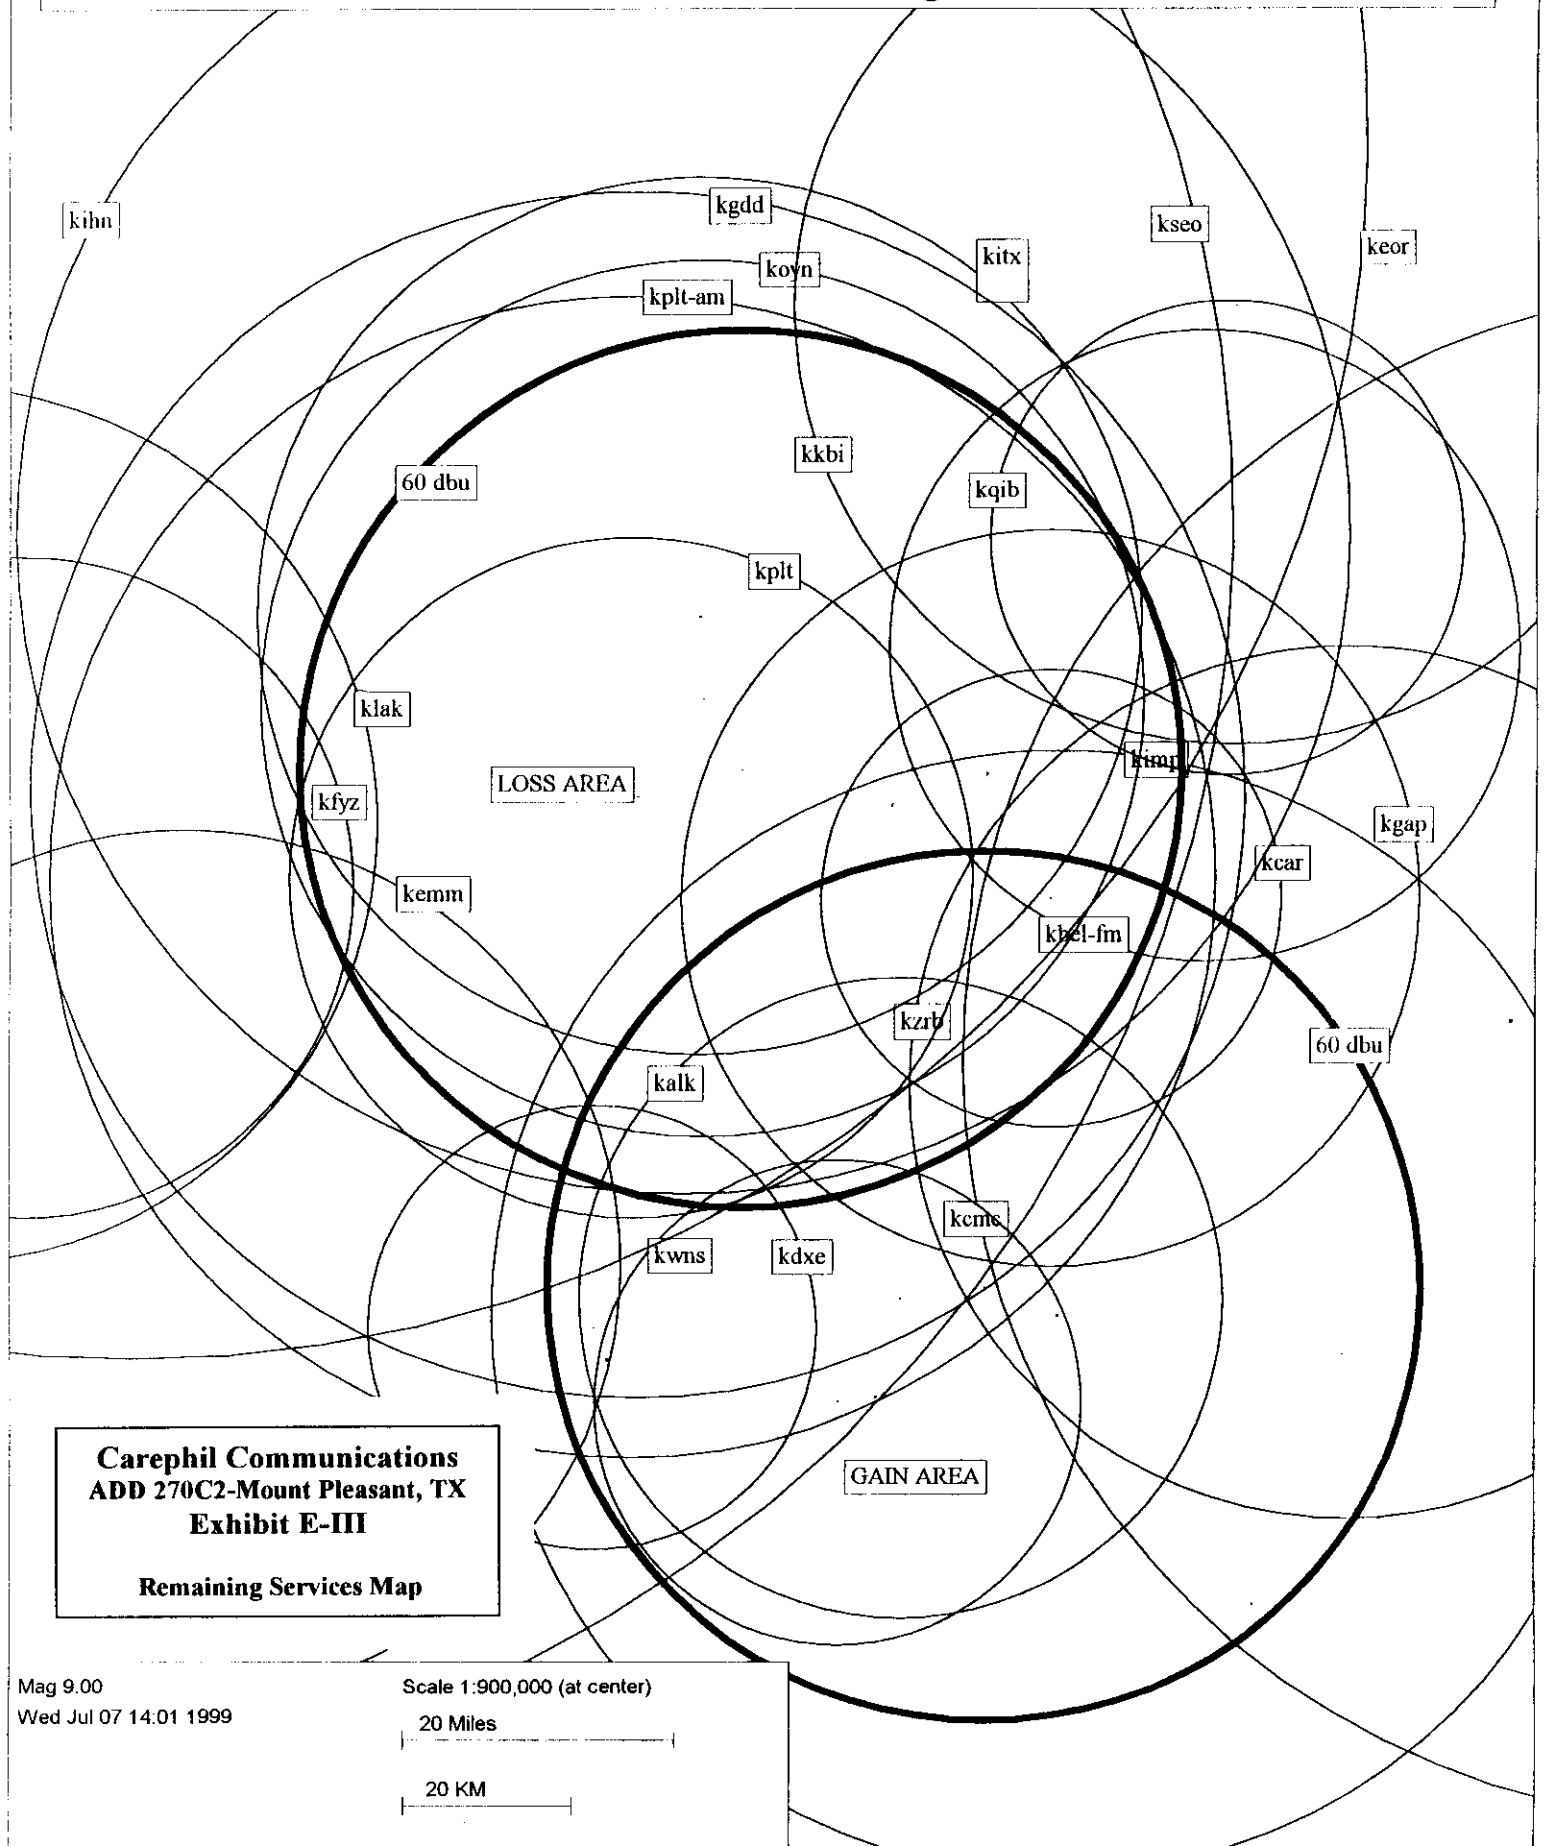 kihn
kgdd
kseo
keor
kitx
kovn
kplt-am
kkbi
60 dbu
kqib
kplt
klak
kimp
LOSS AREA
kfyz
kgap
kcar
kemm
kbel-fm
kzrb
60 dbu
kalk
kcmc
kwns
kdxe
Carephil Communications
ADD 270C2-Mount Pleasant, TX
Exhibit E-III
GAIN AREA
Remaining Services Map
Mag 9.00
Scale 1:900,000 (at center)
Wed Jul 07 14:01 1999
20 Miles
20 KM